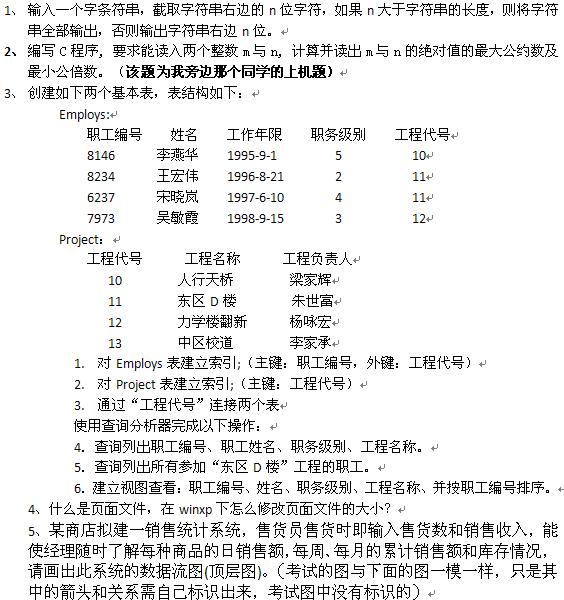 1、 输入一个字条符串，截取字符串右边的 n 位字符，如果 n 大于字符串的长度，则将字符
串全部输出，否则输出字符串右边 n 位。
2、 编写 C 程序, 要求能读入两个整数 m 与 n, 计算并读出 m 与 n 的绝对值的最大公约数及
最小公倍数。（该题为我旁边那个同学的上机题）
3、 创建如下两个基本表，表结构如下：
Employs:
职工编号 姓名 工作年限 职务级别 工程代号
8146 李燕华 1995-9-1 5 10
8234 王宏伟 1996-8-21 2 11
6237 宋晓岚 1997-6-10 4 11
7973 吴敏霞 1998-9-15 3 12
Project：
工程代号 工程名称 工程负责人
10 人行天桥 梁家辉
11 东区 D 楼 朱世富
12 力学楼翻新 杨咏宏
13 中区校道 李家承
1. 对 Employs 表建立索引;（主键：职工编号，外键：工程代号）
2. 对 Project 表建立索引;（主键：工程代号）
3. 通过“工程代号”连接两个表
使用查询分析器完成以下操作：
4. 查询列出职工编号、职工姓名、职务级别、工程名称。
5. 查询列出所有参加“东区 D 楼”工程的职工。
6. 建立视图查看：职工编号、姓名、职务级别、工程名称、并按职工编号排序。
4、什么是页面文件，在 winxp 下怎么修改页面文件的大小？
5、某商店拟建一销售统计系统，售货员售货时即输入售货数和销售收入，能
使经理随时了解每种商品的日销售额,每周、每月的累计销售额和库存情况，
请画出此系统的数据流图(顶层图)。（考试的图与下面的图一模一样，只是其
中的箭头和关系需自己标识出来，考试图中没有标识的）